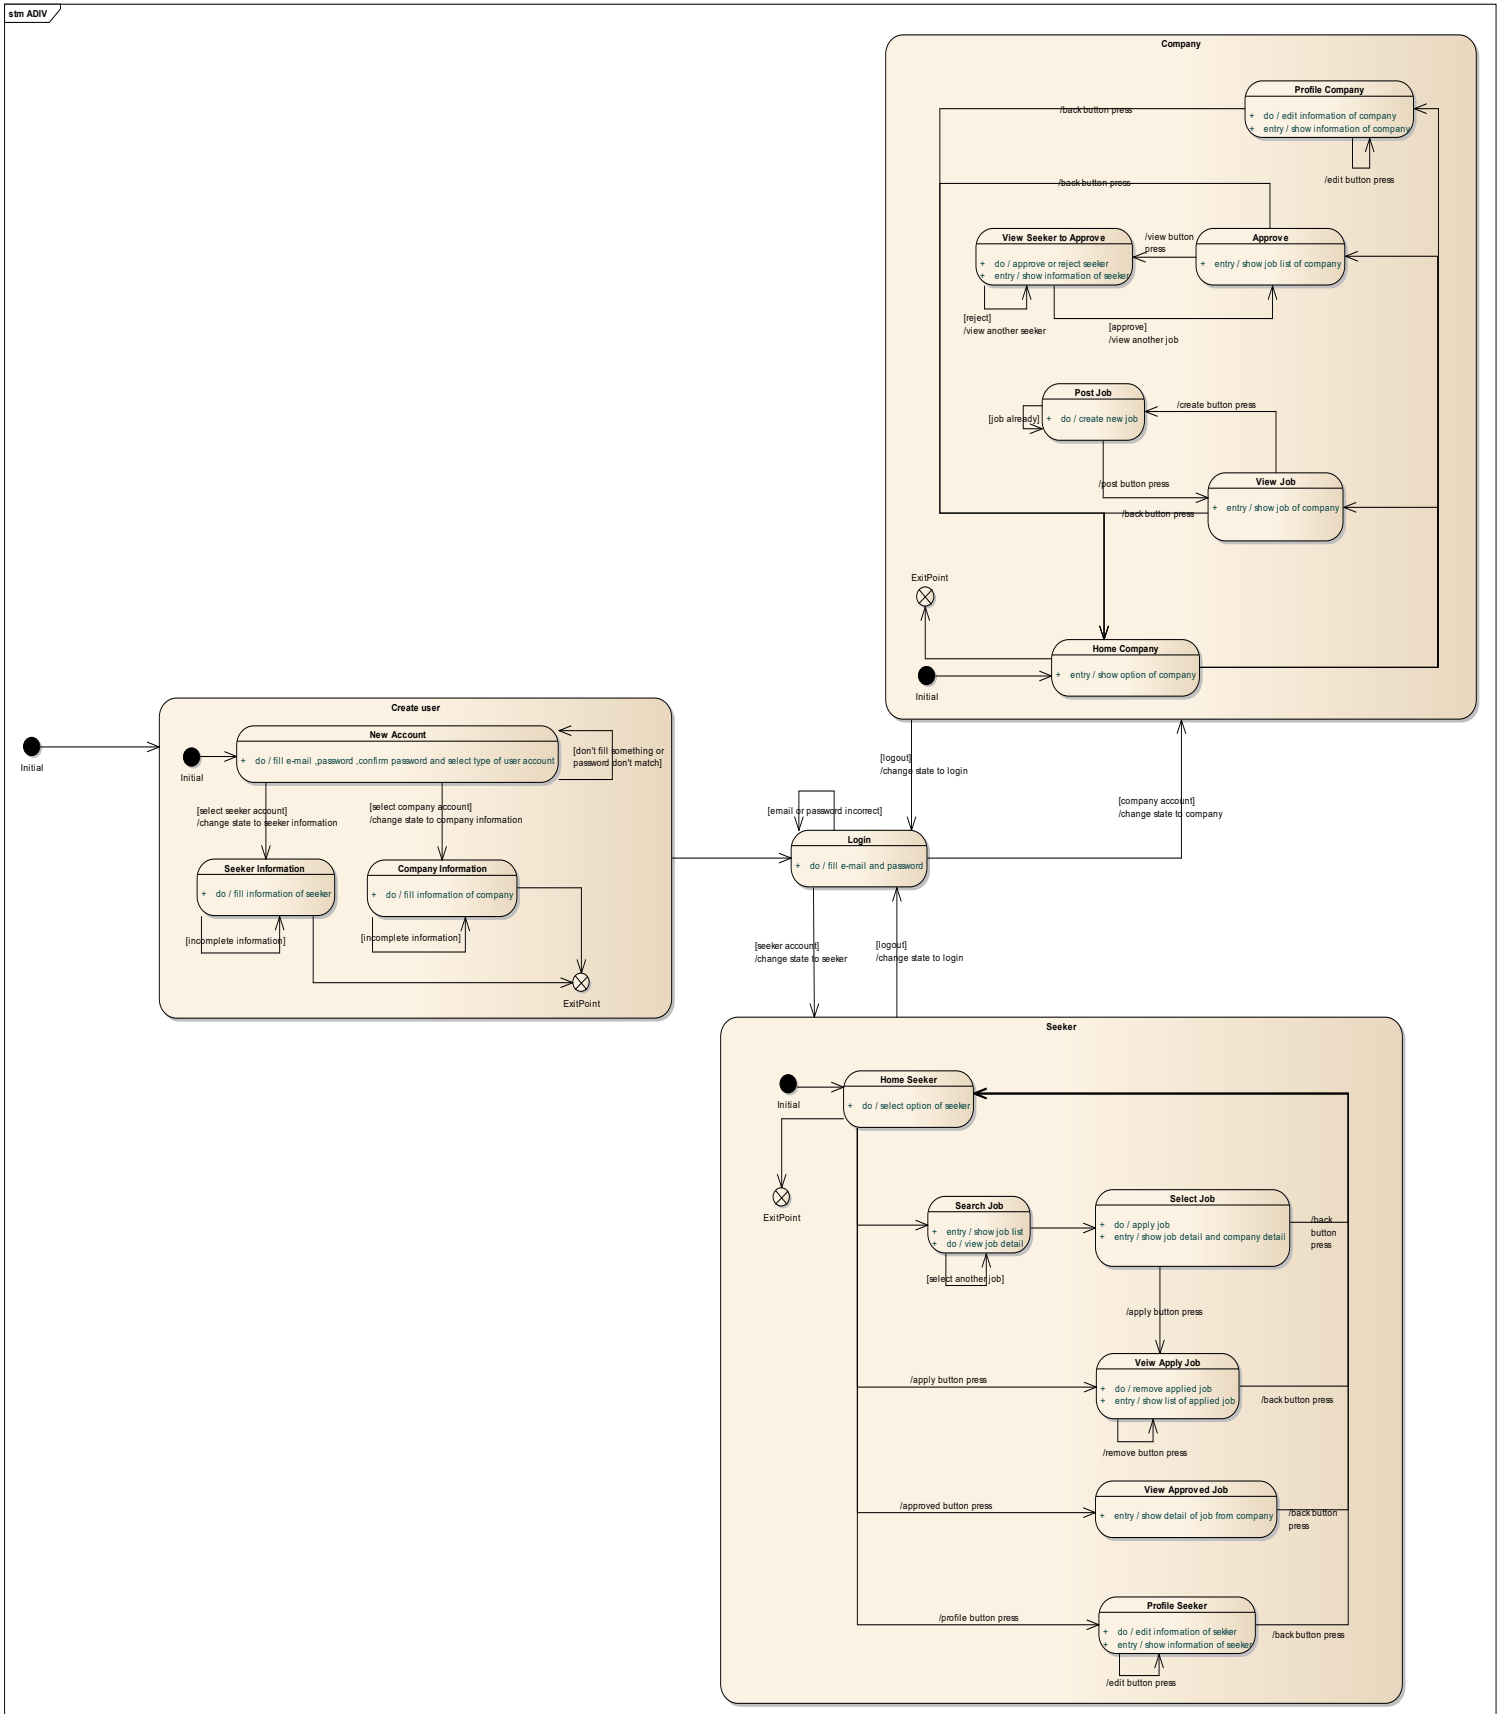 stm ADIV
Company
Profile Company
+ do / edit information of company
+ entry / show information of company
/back button press
/edit button press
/back button press
View Seeker to Approve
+ do / approve or reject seeker
+ entry / show information of seeker
/view button
press
Approve
+ entry / show job list of company
[reject]
/view another seeker
[approve]
/view another job
Post Job
+ do / create new job
[job already]
/create button press
/post button press
View Job
+ entry / show job of company
/back button press
ExitPoint
Home Company
+ entry / show option of company
Initial
Create user
New Account
+ do / fill e-mail ,password ,confirm password and select type of user account
Initial
Initial
[don't fill something or
password don't match]
[select seeker account]
/change state to seeker information
[select company account]
/change state to company information
Seeker Information
+ do / fill information of seeker
[incomplete information]
Company Information
+ do / fill information of company
[incomplete information]
ExitPoint
[logout]
/change state to login
[company account]
/change state to company
[email or password incorrect]
Login
+ do / fill e-mail and password
[seeker account]
/change state to seeker
[logout]
/change state to login
Seeker
Home Seeker
+ do / select option of seeker
Initial
ExitPoint
Search Job
+ entry / show job list
+ do / view job detail
[select another job]
Select Job
+ do / apply job
+ entry / show job detail and company detail
/back
button
press
/apply button press
Veiw Apply Job
+ do / remove applied job
+ entry / show list of applied job
/apply button press
/back button press
/remove button press
View Approved Job
+ entry / show detail of job from company
/approved button press
/back button
press
Profile Seeker
+ do / edit information of sekker
+ entry / show information of seeker
/profile button press
/back button press
/edit button press